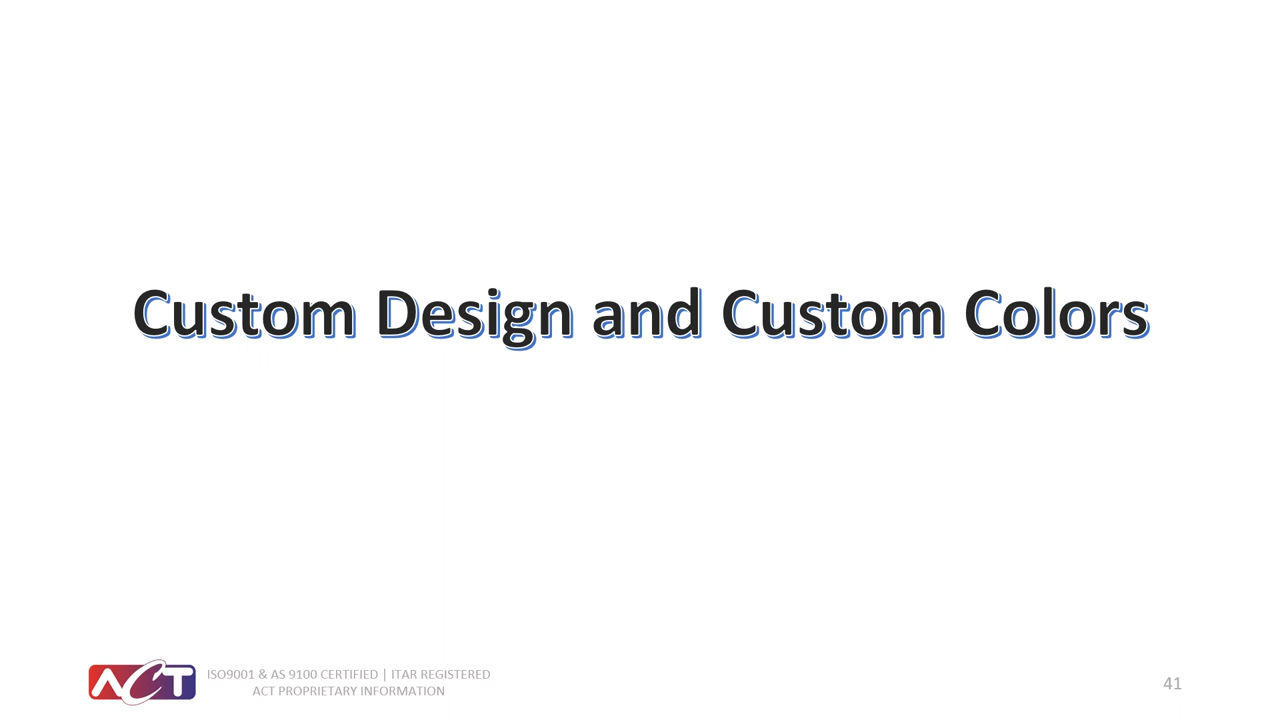 Custom Design and Custom Colors
ACT
ISO9001 & AS 9100 CERTIFIED | ITAR REGISTERED
ACT PROPRIETARY INFORMATION
41